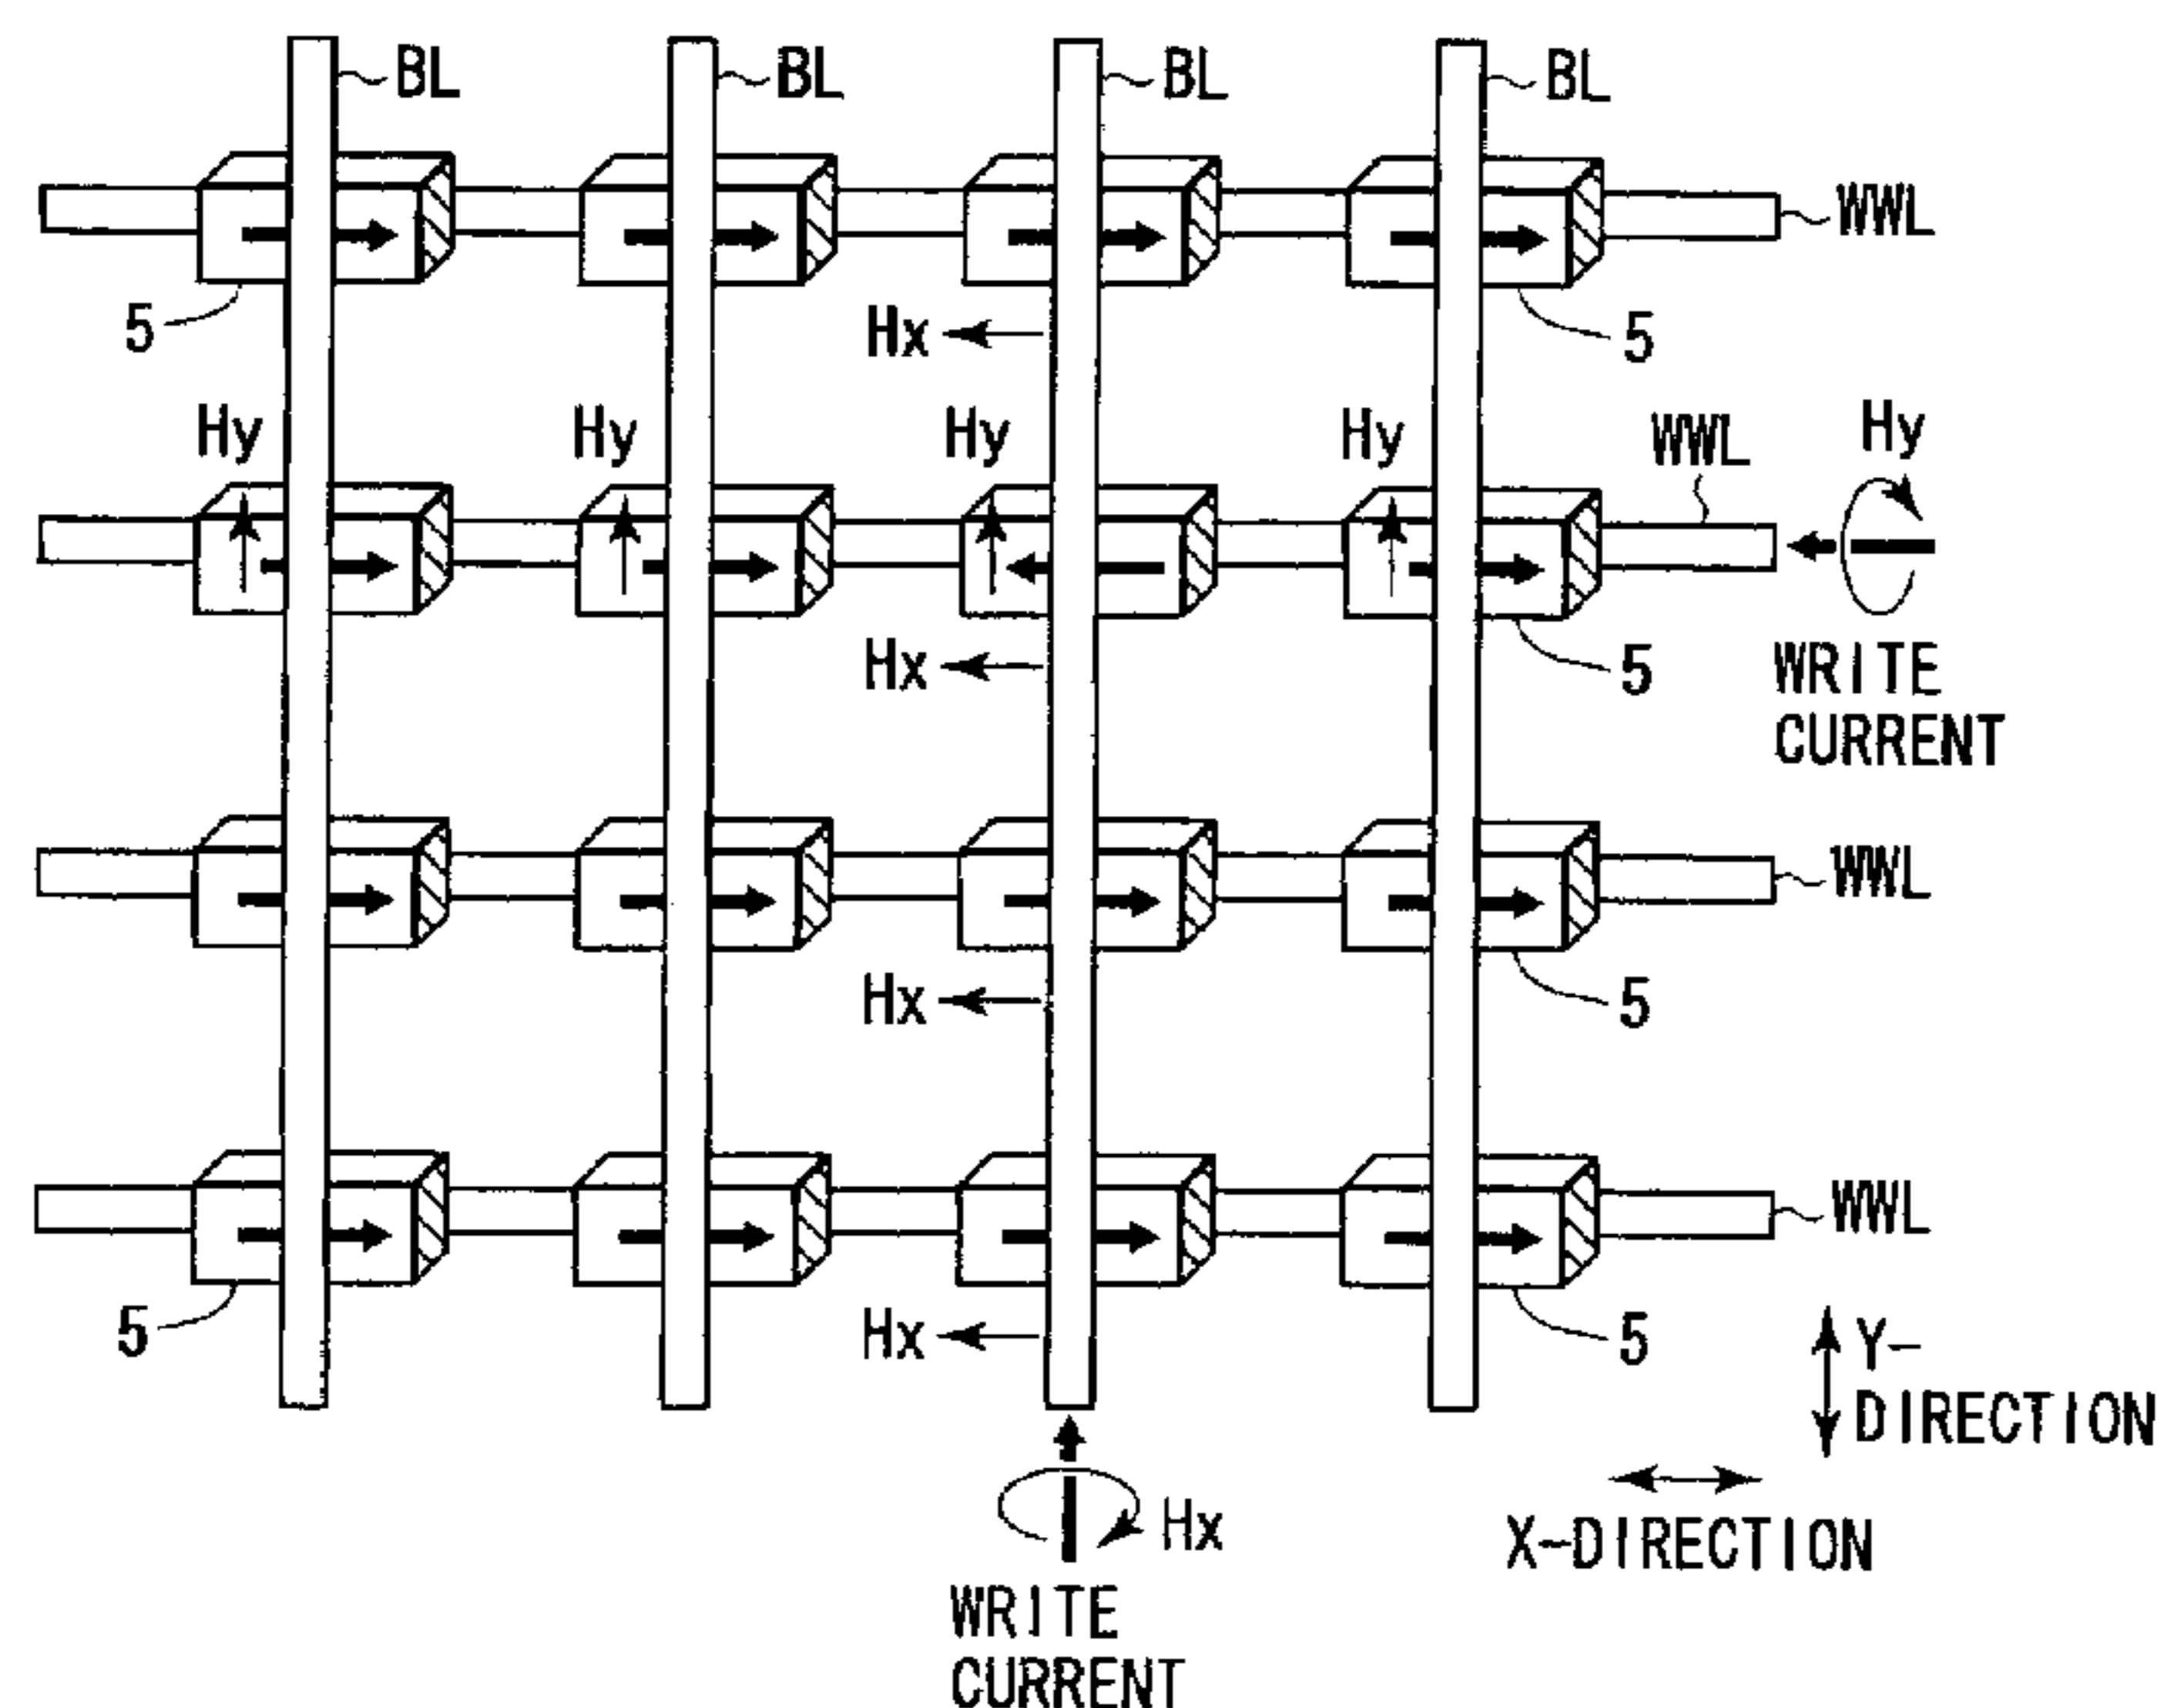 BL
BL
BL
BL
WWL
5
Hx
5
Hy
Hy
Hy
Hy
WWL
Hy
Hx
5
WRITE
CURRENT
WWL
Hx
5
WWL
5
Hx
5
Y-
DIRECTION
Hx
X-DIRECTION
WRITE
CURRENT